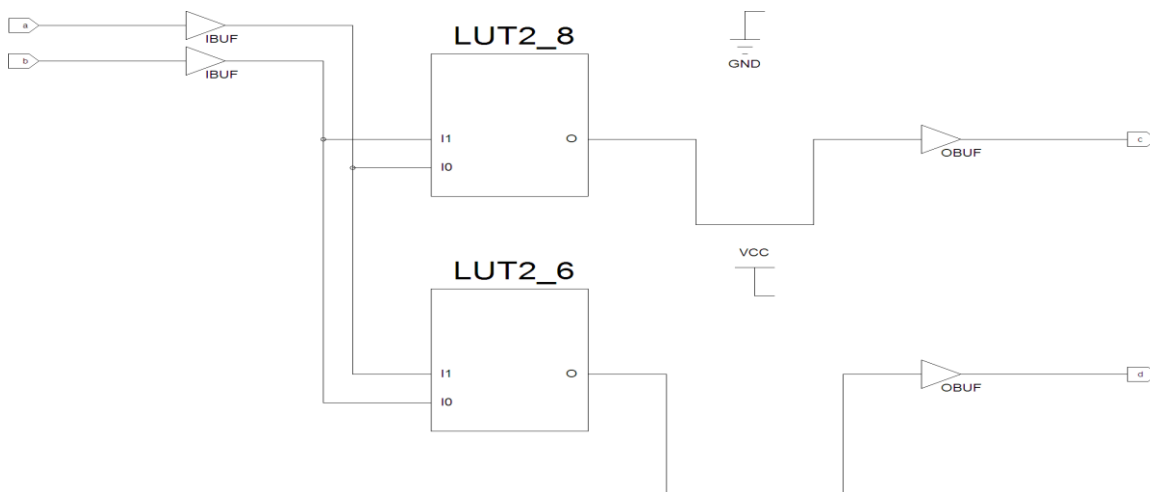 a
IBUF
b
IBUF
LUT2_8
I1
I0
O
GND
OBUF
c
VCC
LUT2_6
I1
I0
O
OBUF
d